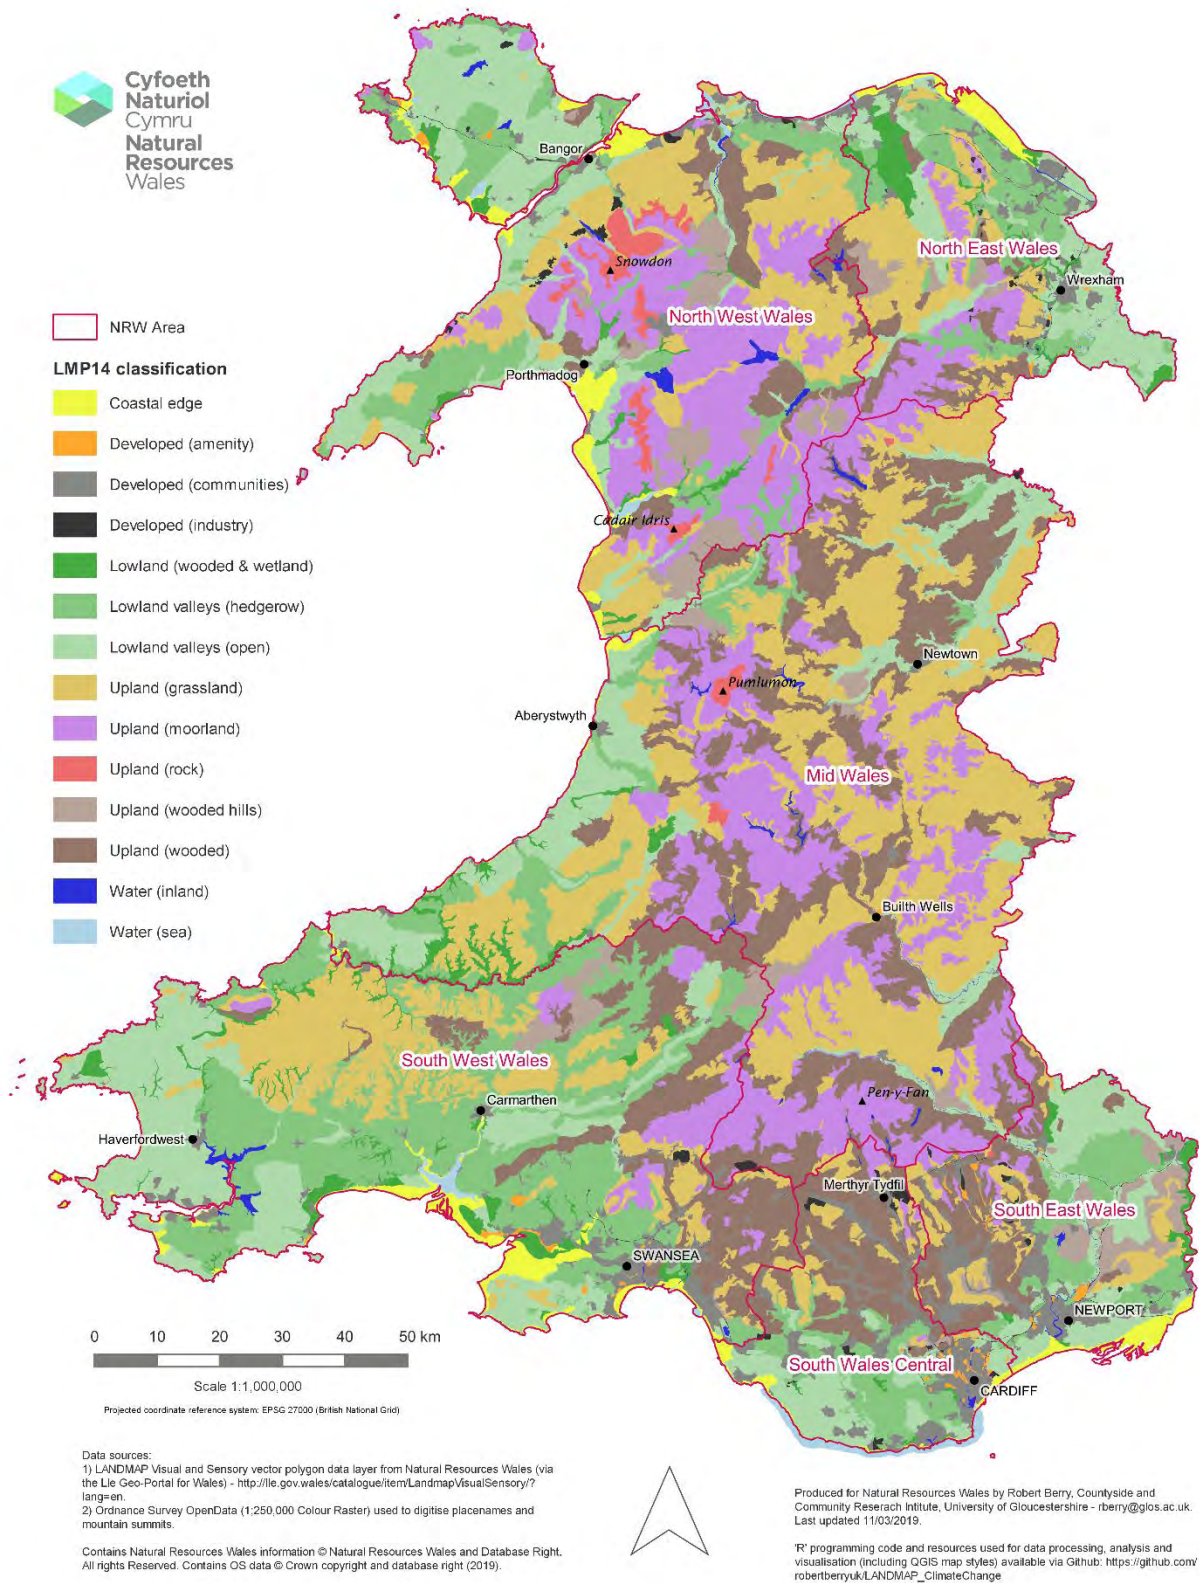 Cyfoeth
Naturiol
Cymru
Natural
Resources
Wales
NRW Area
LMP14 classification
Coastal edge
Developed (amenity)
Developed (communities)
Developed (industry)
Lowland (wooded & wetland)
Lowland valleys (hedgerow)
Lowland valleys (open)
Upland (grassland)
Upland (moorland)
Upland (rock)
Upland (wooded hills)
Upland (wooded)
Water (inland)
Water (sea)
Bangor
North East Wales
Snowdon
Wrexham
North West Wales
Porthmadog
Cadair Idris
Newtown
Pumlumon
Aberystwyth
Mid Wales
Builth Wells
South West Wales
Pen-y-Fan
Carmarthen
Haverfordwest
Merthyr Tydfil
South East Wales
SWANSEA
NEWPORT
South Wales Central
CARDIFF
0 10 20 30 40 50 km
Scale 1:1,000,000
Projected coordinate reference system: EPSG 27000 (British National Grid)
Data sources:
1) LANDMAP Visual and Sensory vector polygon data layer from Natural Resources Wales (via
the Lle Geo-Portal for Wales) - http://lle.gov.wales/catalogue/item/LandmapVisualSensory/?
lang=en.
2) Ordnance Survey OpenData (1;250,000 Colour Raster) used to digitise placenames and
mountain summits.
Contains Natural Resources Wales information © Natural Resources Wales and Database Right.
All rights Reserved. Contains OS data © Crown copyright and database right (2019).
Produced for Natural Resources Wales by Robert Berry, Countyside and
Community Reserach Intitute, University of Gloucestershire - rberry@glos.ac.uk.
Last updated 11/03/2019.
'R' programming code and resources used for data processing, analysis and
visualisation (including QGIS map styles) available via Github: https://github.com/
robertberryuk/LANDMAP_ClimateChange